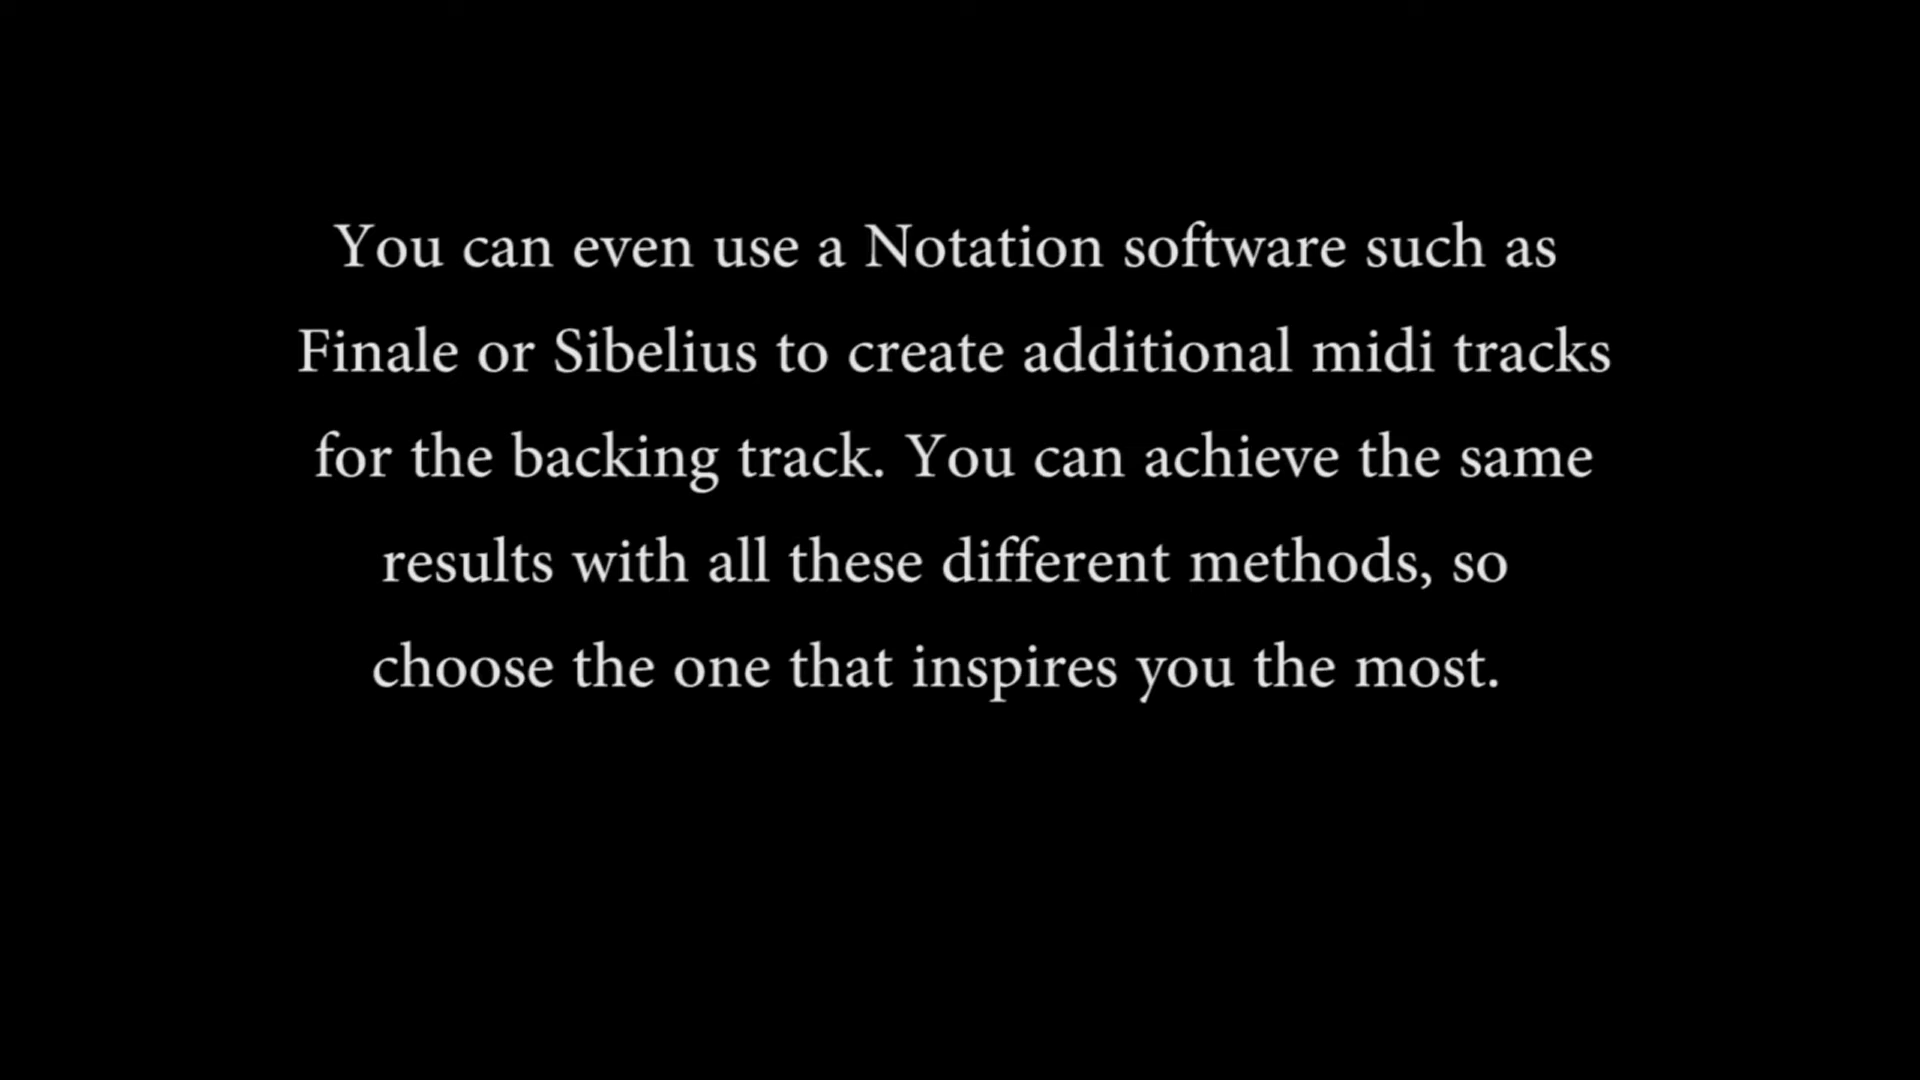 You can even use a Notation software such as
Finale or Sibelius to create additional midi tracks
for the backing track. You can achieve the same
results with all these different methods, so
choose the one that inspires you the most.